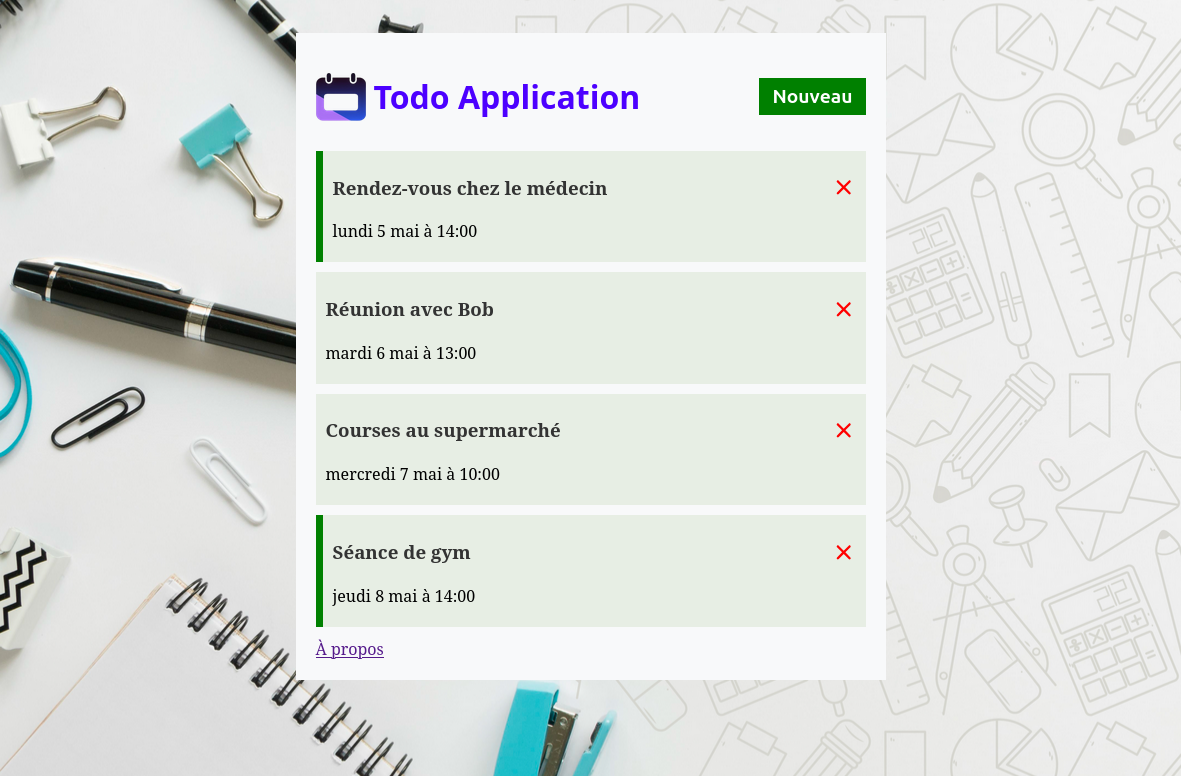 Todo Application
Nouveau
Rendez-vous chez le médecin
lundi 5 mai à 14:00
Réunion avec Bob
mardi 6 mai à 13:00
Courses au supermarché
mercredi 7 mai à 10:00
Séance de gym
jeudi 8 mai à 14:00
À propos